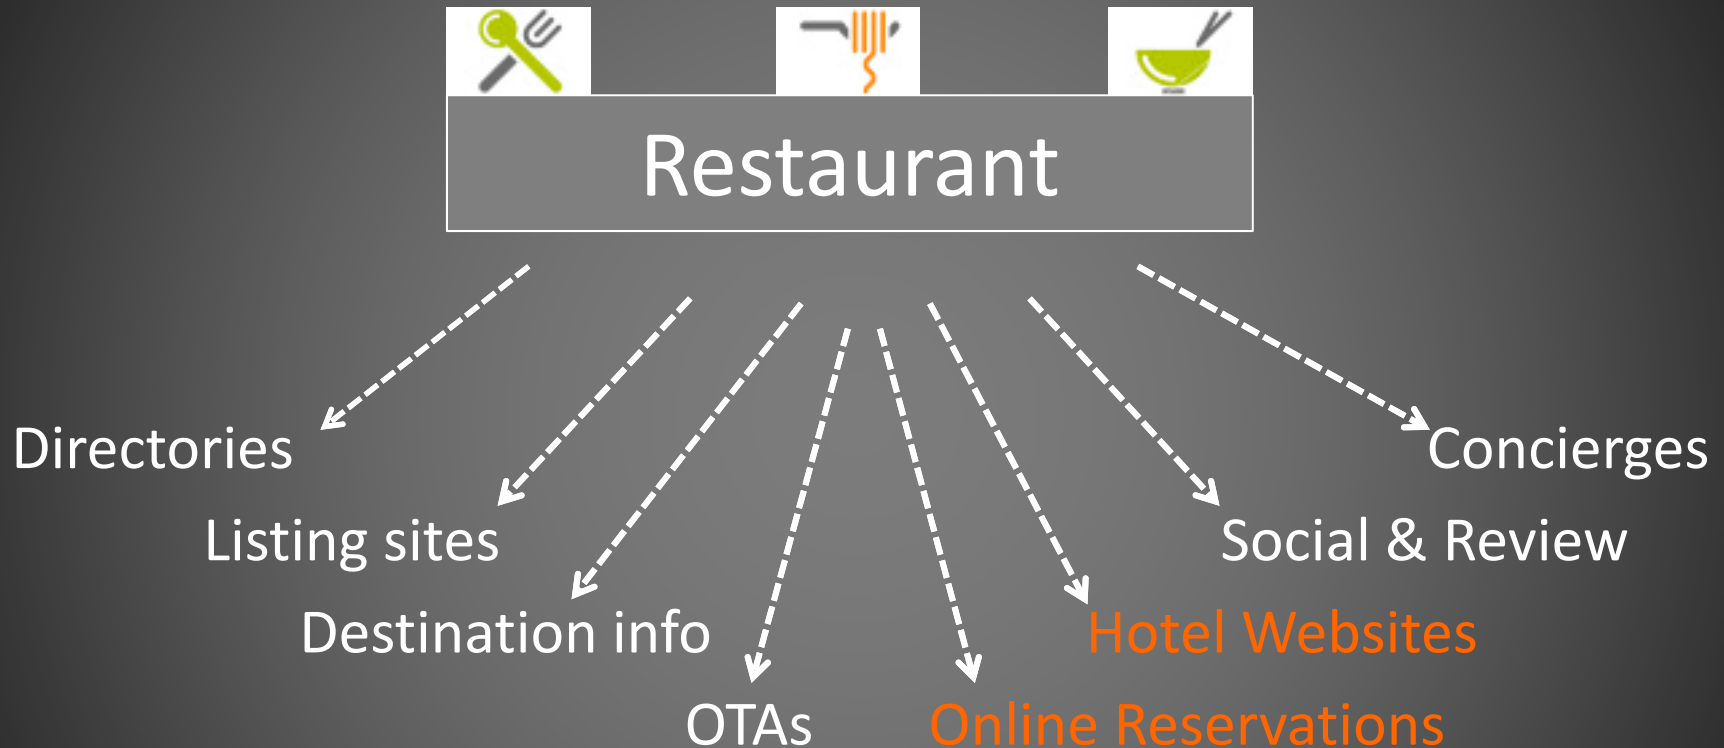 Restaurant
Directories
Concierges
Listing sites
Social & Review
Destination info
Hotel Websites
OTAs
Online Reservations